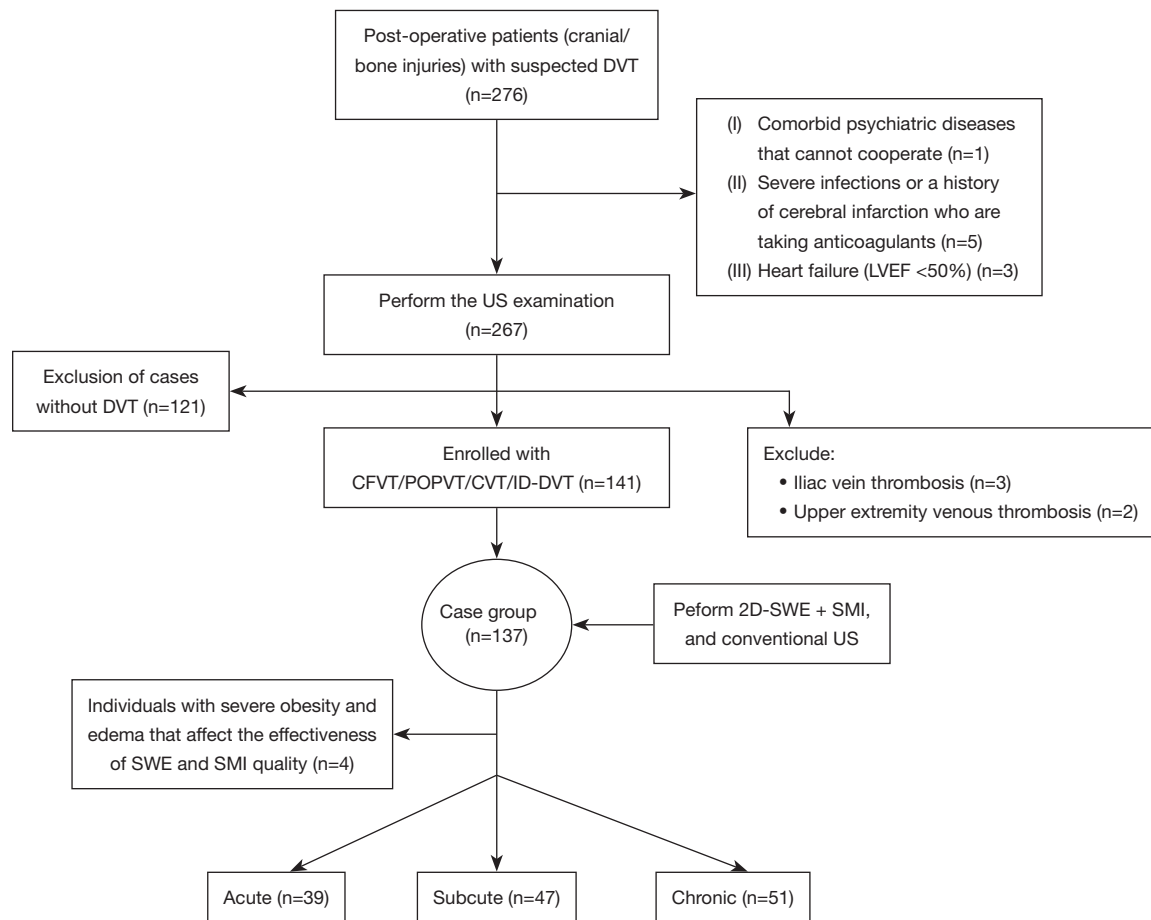 Post-operative patients (cranial/
bone injuries) with suspected DVT
(n=276)
(I) Comorbid psychiatric diseases
that cannot cooperate (n=1)
(II) Severe infections or a history
of cerebral infarction who are
taking anticoagulants (n=5)
(III) Heart failure (LVEF <50%) (n=3)
Perform the US examination
(n=267)
Exclusion of cases
without DVT (n=121)
Enrolled with
CFVT/POPVT/CVT/ID-DVT (n=141)
Exclude:
• Iliac vein thrombosis (n=3)
• Upper extremity venous thrombosis (n=2)
Case group
(n=137)
Peform 2D-SWE + SMI,
and conventional US
Individuals with severe obesity and
edema that affect the effectiveness
of SWE and SMI quality (n=4)
Acute (n=39)
Subcute (n=47)
Chronic (n=51)